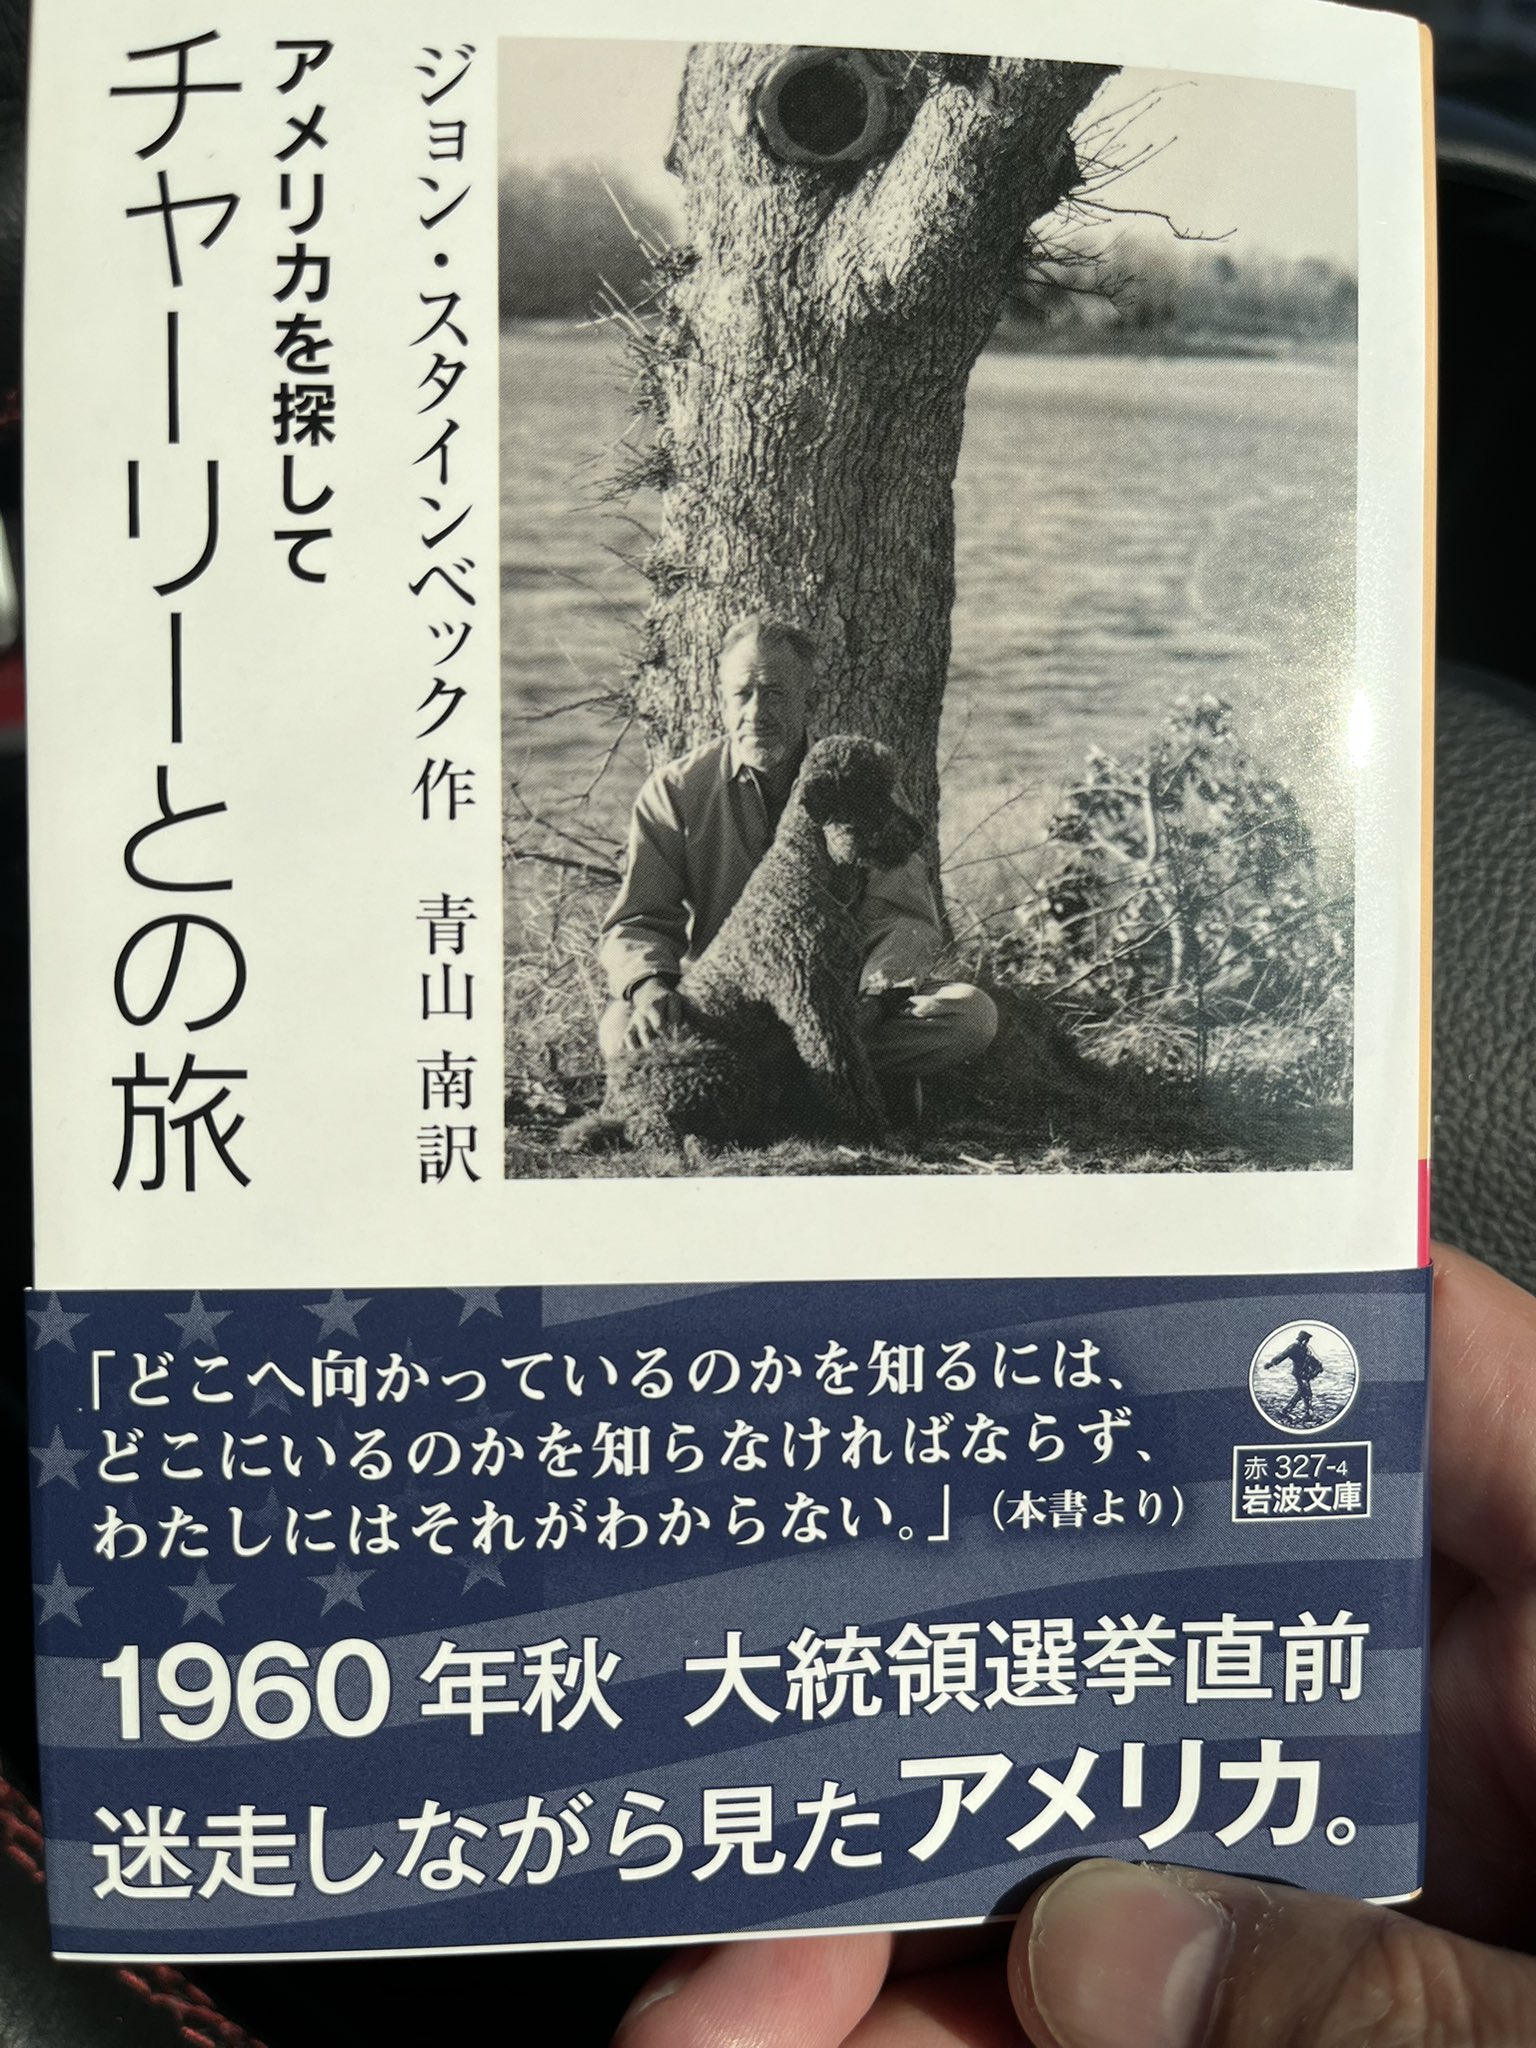 ジョン・スタインベック作 青山 南訳
アメリカを探して
チャーリーとの旅
「どこへ向かっているのかを知るには、
どこにいるのかを知らなければならず、
わたしにはそれがわからない。」(本書より)
赤 327-4
岩波文庫
1960年秋 大統領選挙直前
迷走しながら見たアメリカ。